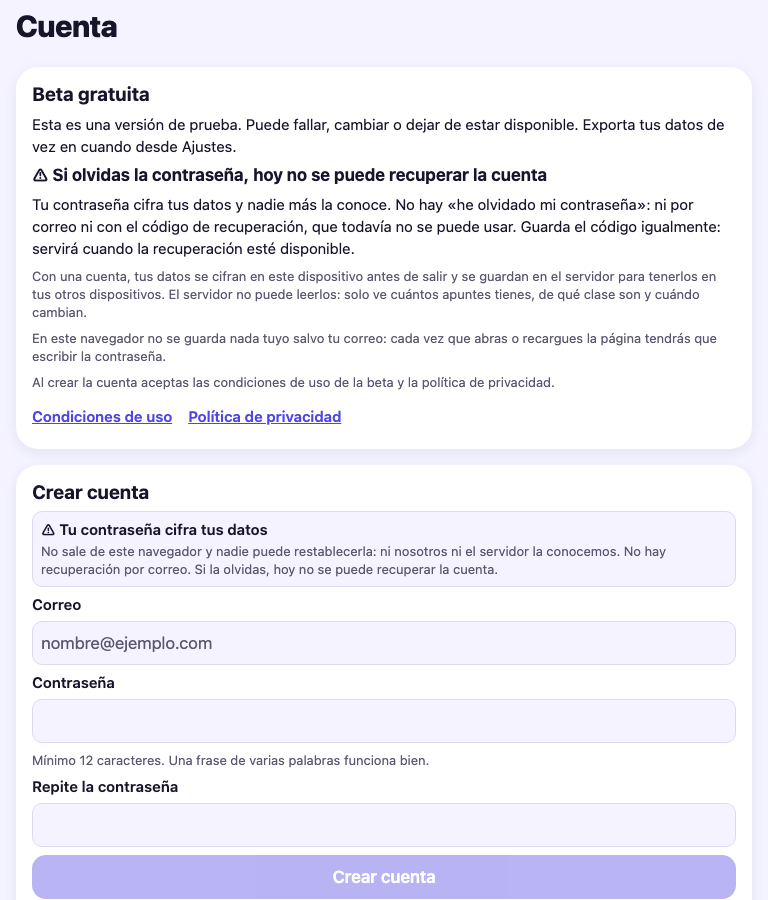 Cuenta
Beta gratuita
Esta es una versión de prueba. Puede fallar, cambiar o dejar de estar disponible. Exporta tus datos de
vez en cuando desde Ajustes.
⚠ Si olvidas la contraseña, hoy no se puede recuperar la cuenta
Tu contraseña cifra tus datos y nadie más la conoce. No hay «he olvidado mi contraseña»: ni por
correo ni con el código de recuperación, que todavía no se puede usar. Guarda el código igualmente:
servirá cuando la recuperación esté disponible.
Con una cuenta, tus datos se cifran en este dispositivo antes de salir y se guardan en el servidor para tenerlos en
tus otros dispositivos. El servidor no puede leerlos: solo ve cuántos apuntes tienes, de qué clase son y cuándo
cambian.
En este navegador no se guarda nada tuyo salvo tu correo: cada vez que abras o recargues la página tendrás que
escribir la contraseña.
Al crear la cuenta aceptas las condiciones de uso de la beta y la política de privacidad.
Condiciones de uso Política de privacidad
Crear cuenta
⚠ Tu contraseña cifra tus datos
No sale de este navegador y nadie puede restablecerla: ni nosotros ni el servidor la conocemos. No hay
recuperación por correo. Si la olvidas, hoy no se puede recuperar la cuenta.
Correo
nombre@ejemplo.com
Contraseña
Mínimo 12 caracteres. Una frase de varias palabras funciona bien.
Repite la contraseña
Crear cuenta